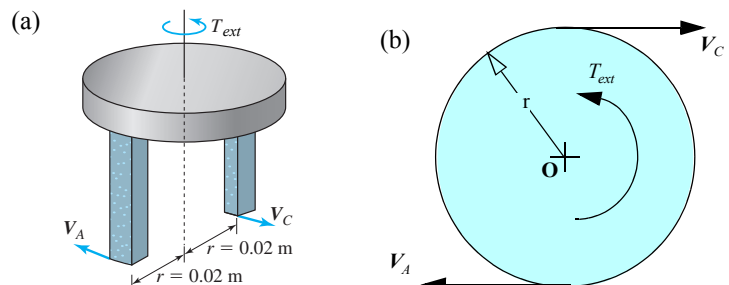 (a)
T_ext
V_A
V_C
r = 0.02 m
r = 0.02 m
(b)
V_C
T_ext
r
O
V_A